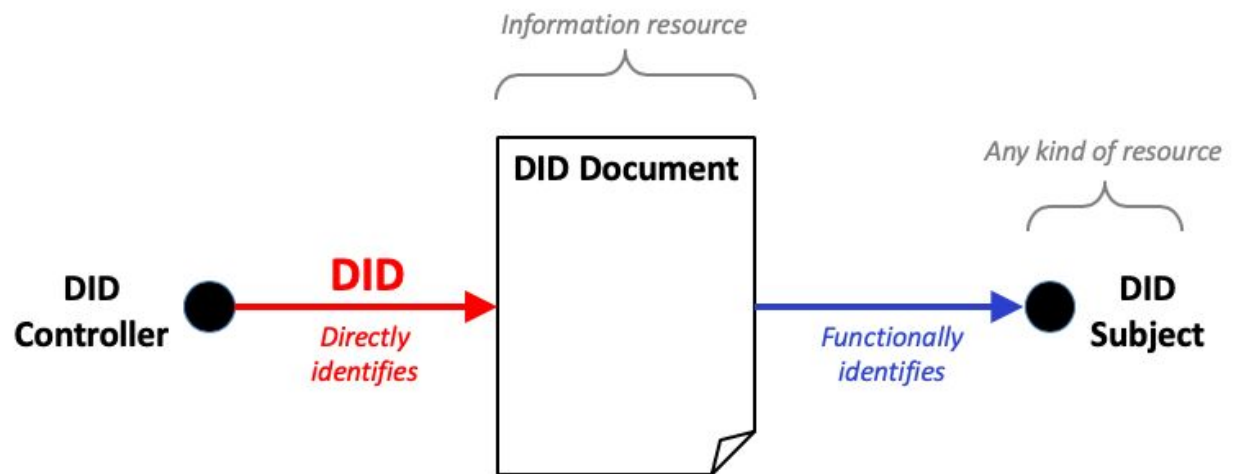 Information resource
DID Document
Any kind of resource
DID
Controller
DID
Directly
identifies
Functionally
identifies
DID
Subject